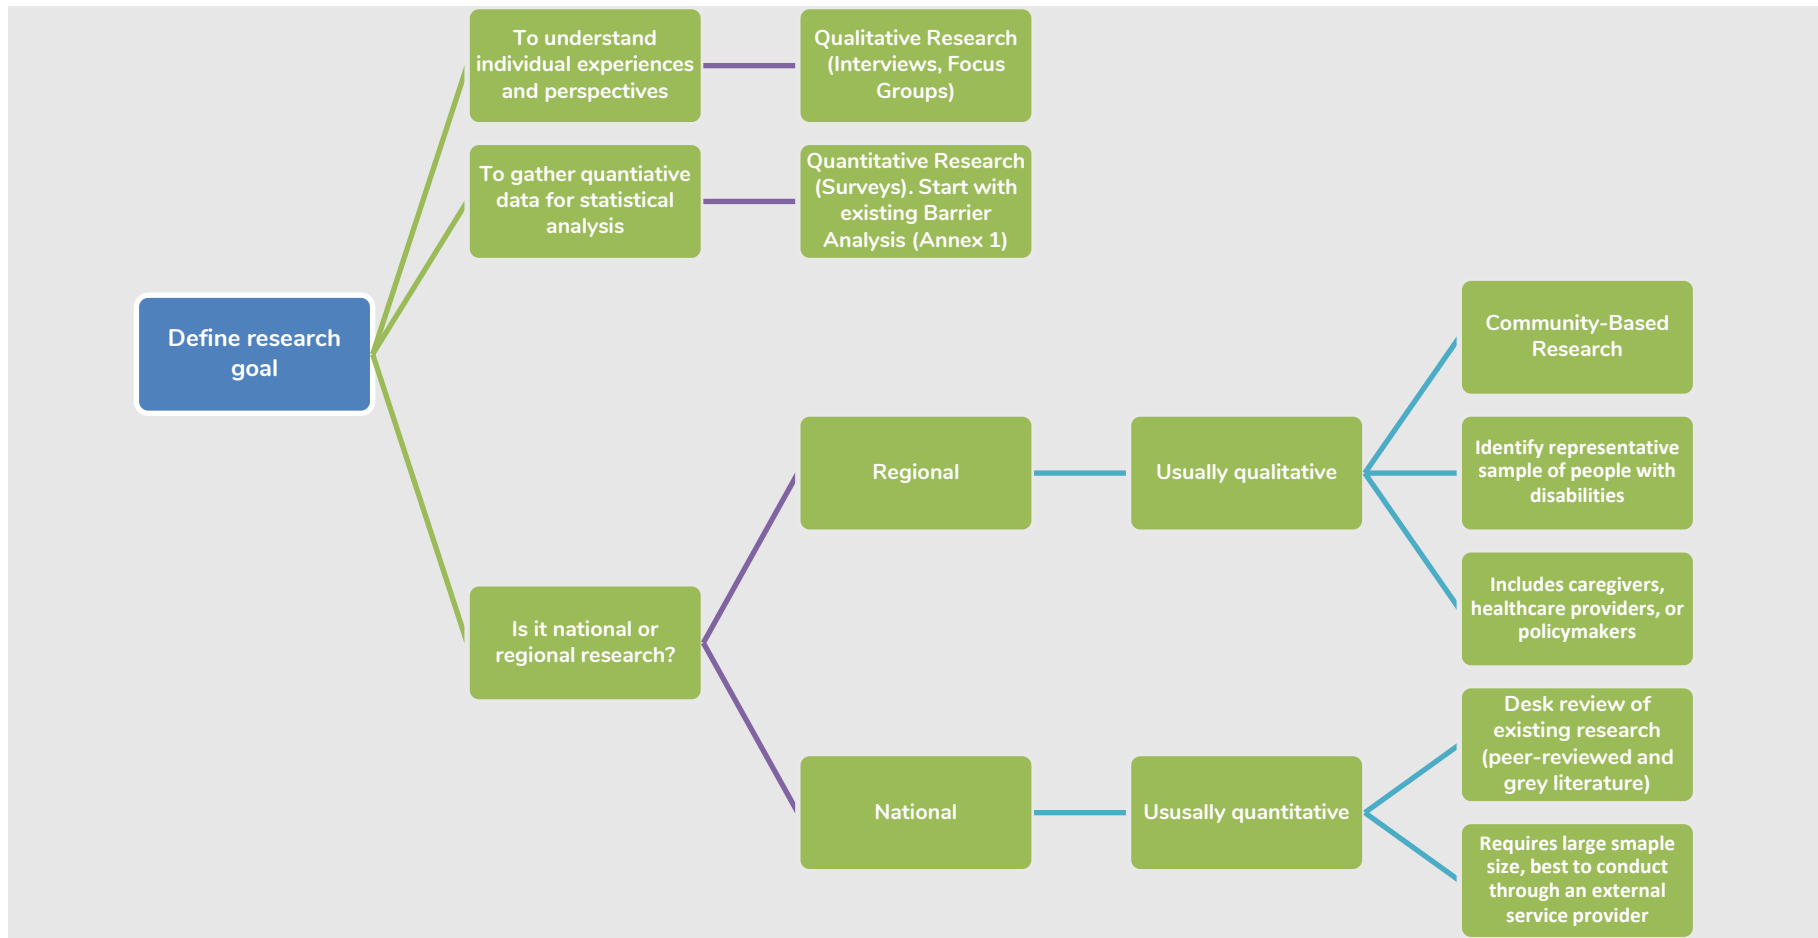 To understand
individual experiences
and perspectives
Qualitative Research
(Interviews, Focus
Groups)
To gather quantiative
data for statistical
analysis
Quantitative Research
(Surveys). Start with
existing Barrier
Analysis (Annex 1)
Define research
goal
Is it national or
regional research?
Regional
Usually qualitative
Community-Based
Research
Identify representative
sample of people with
disabilities
Includes caregivers,
healthcare providers, or
policymakers
National
Ususally quantitative
Desk review of
existing research
(peer-reviewed and
grey literature)
Requires large smaple
size, best to conduct
through an external
service provider